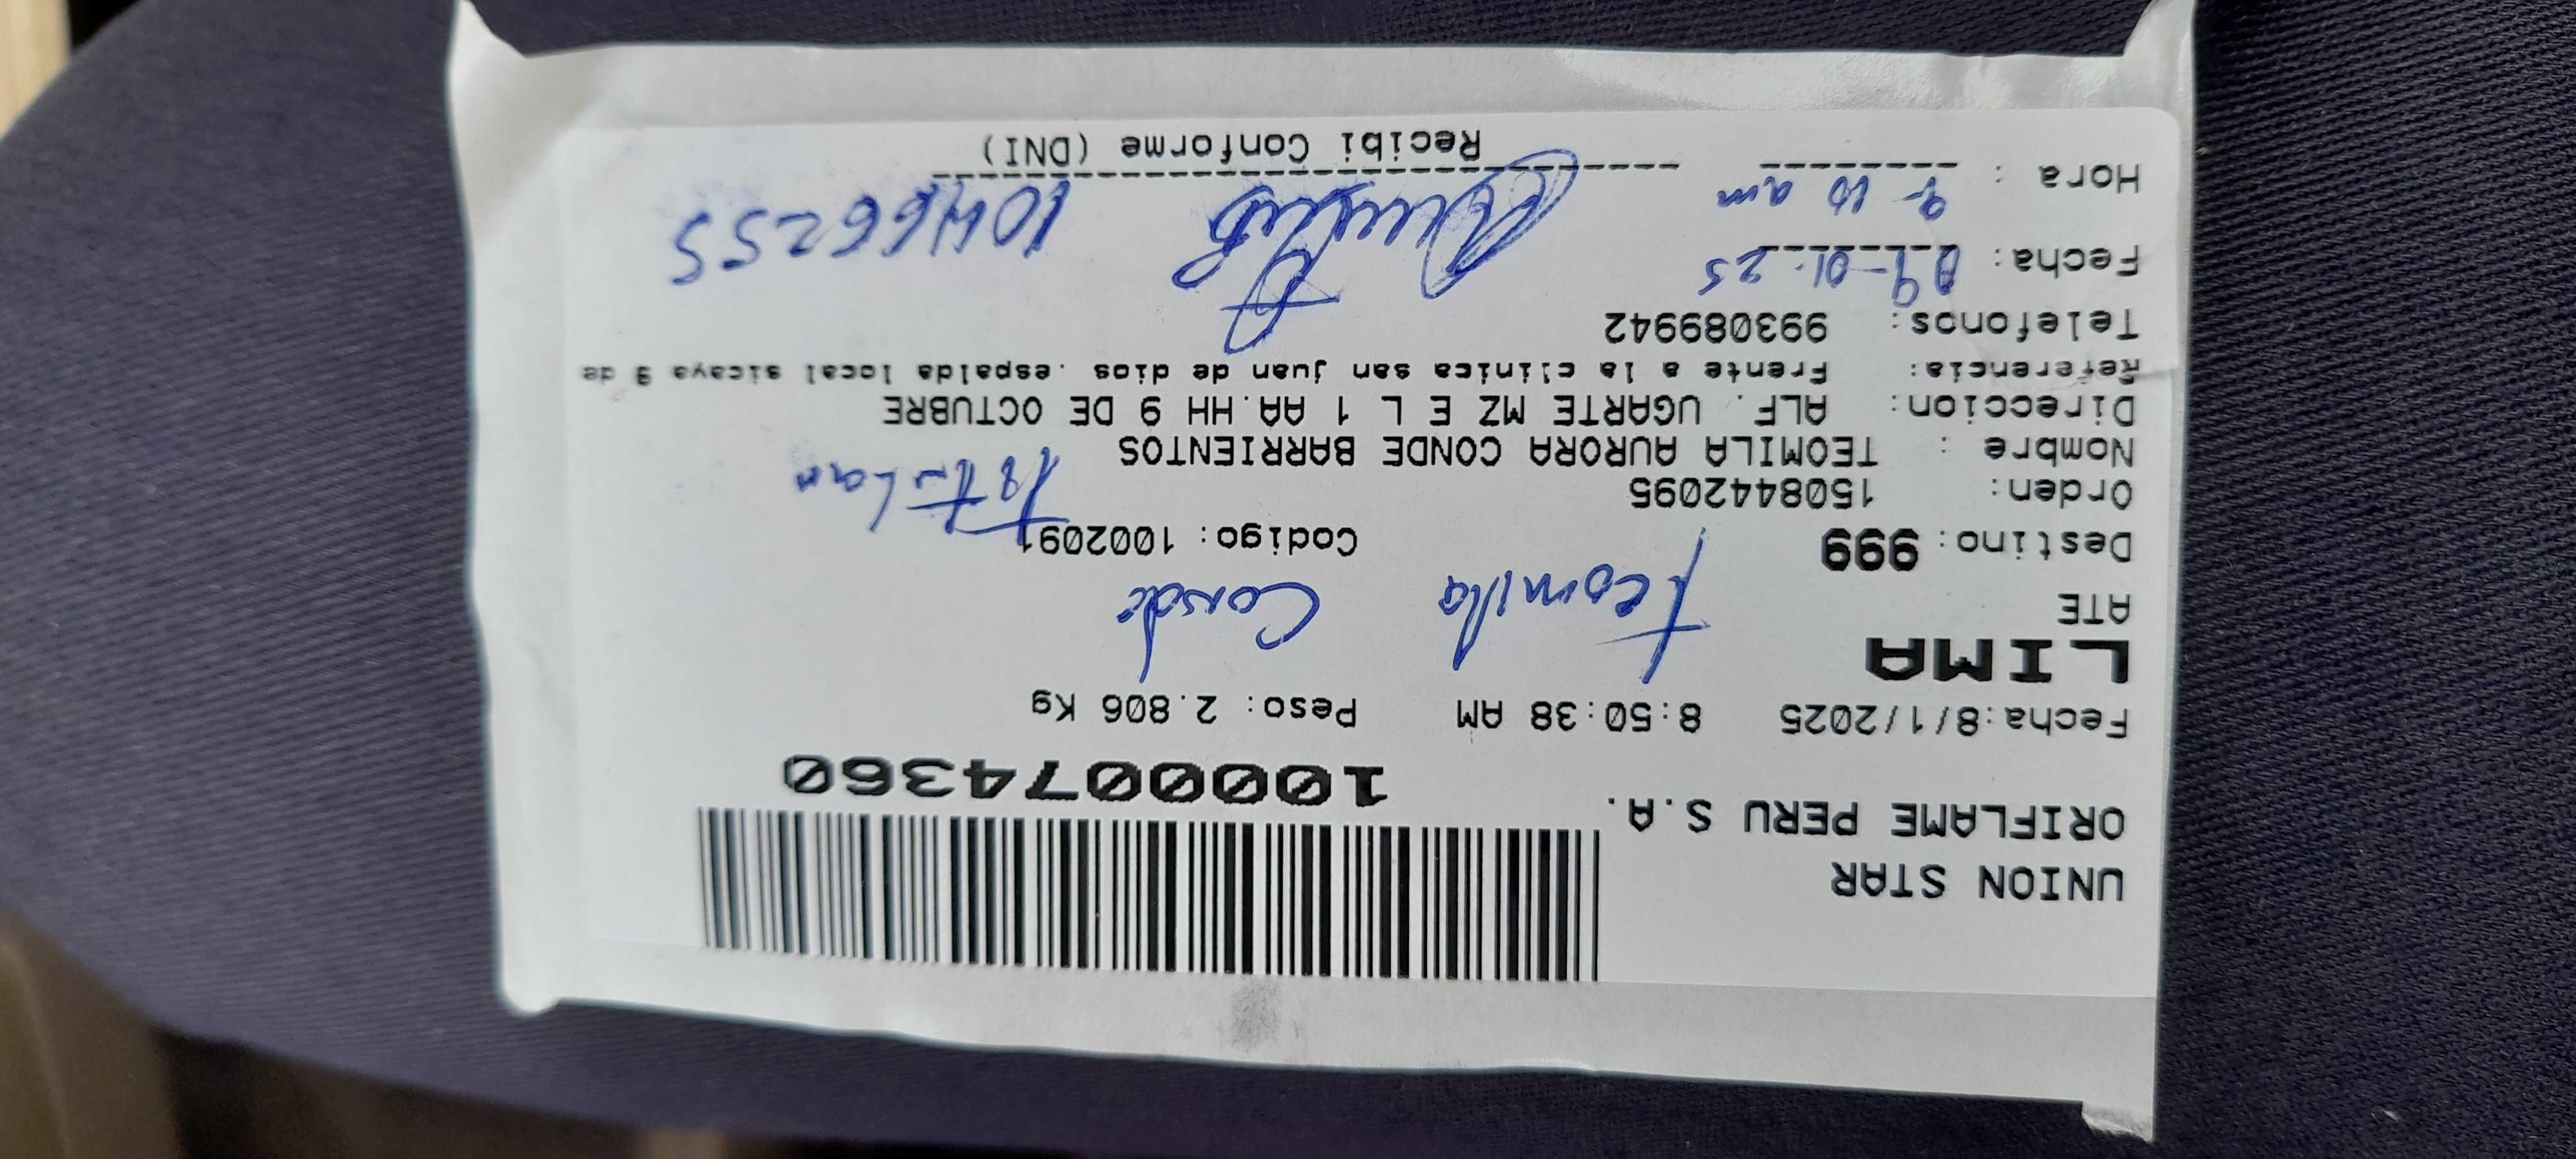 UNION STAR
ORIFLAME PERU S.A.
1000074360
Fecha:8/1/2025 8:50:38 AM Peso: 2.806 Kg
LIMA
ATE
Teomila Conde
Destino: 999 Codigo: 1002091
Titular
Orden: 1508442095
Nombre : TEOMILA AURORA CONDE BARRIENTOS
Direccion: ALF. UGARTE MZ E L 1 AA.HH 9 DE OCTUBRE
Referencia: Frente a la clinica san juan de dios .espalda local sicaya 9 de
Telefonos: 993089942
Fecha: 09-01-25
Hora : 9-10 am
10466255
Recibi Conforme (DNI)